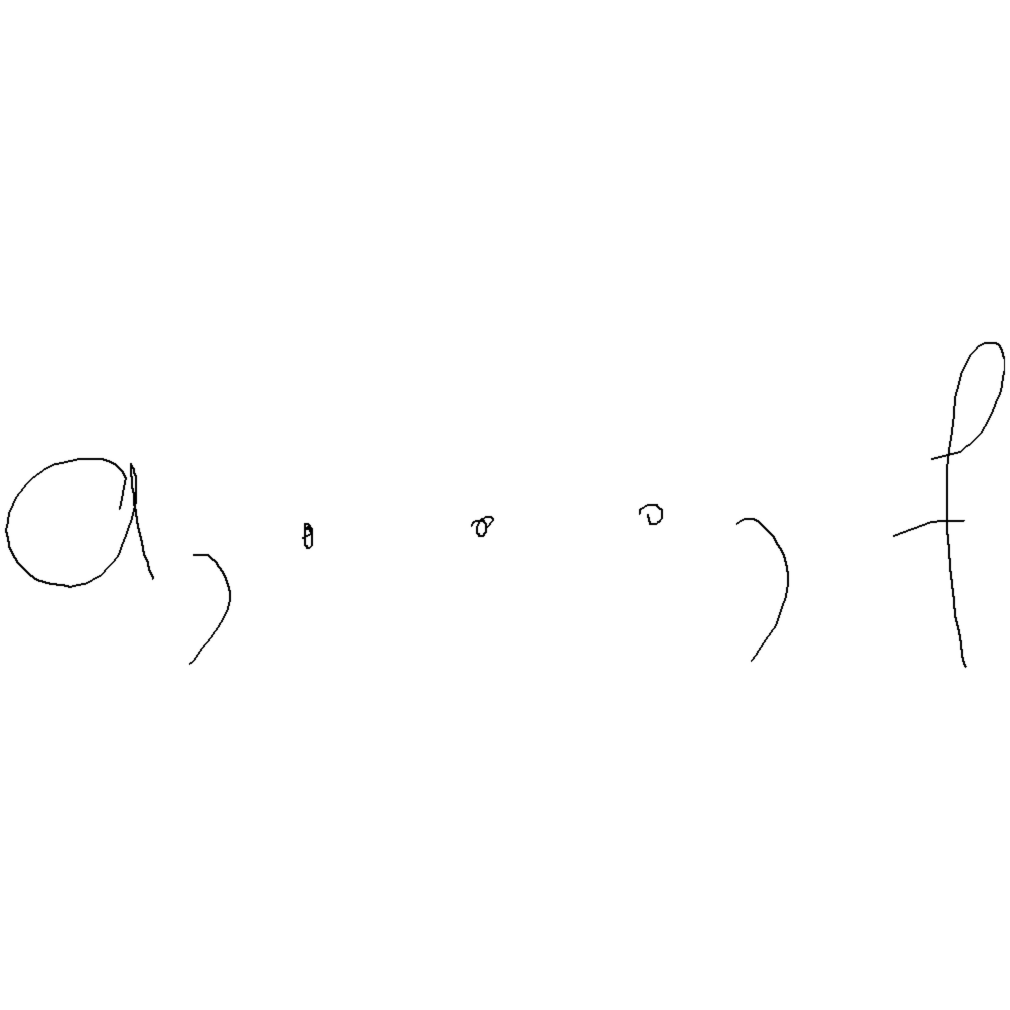 a, . . . , f